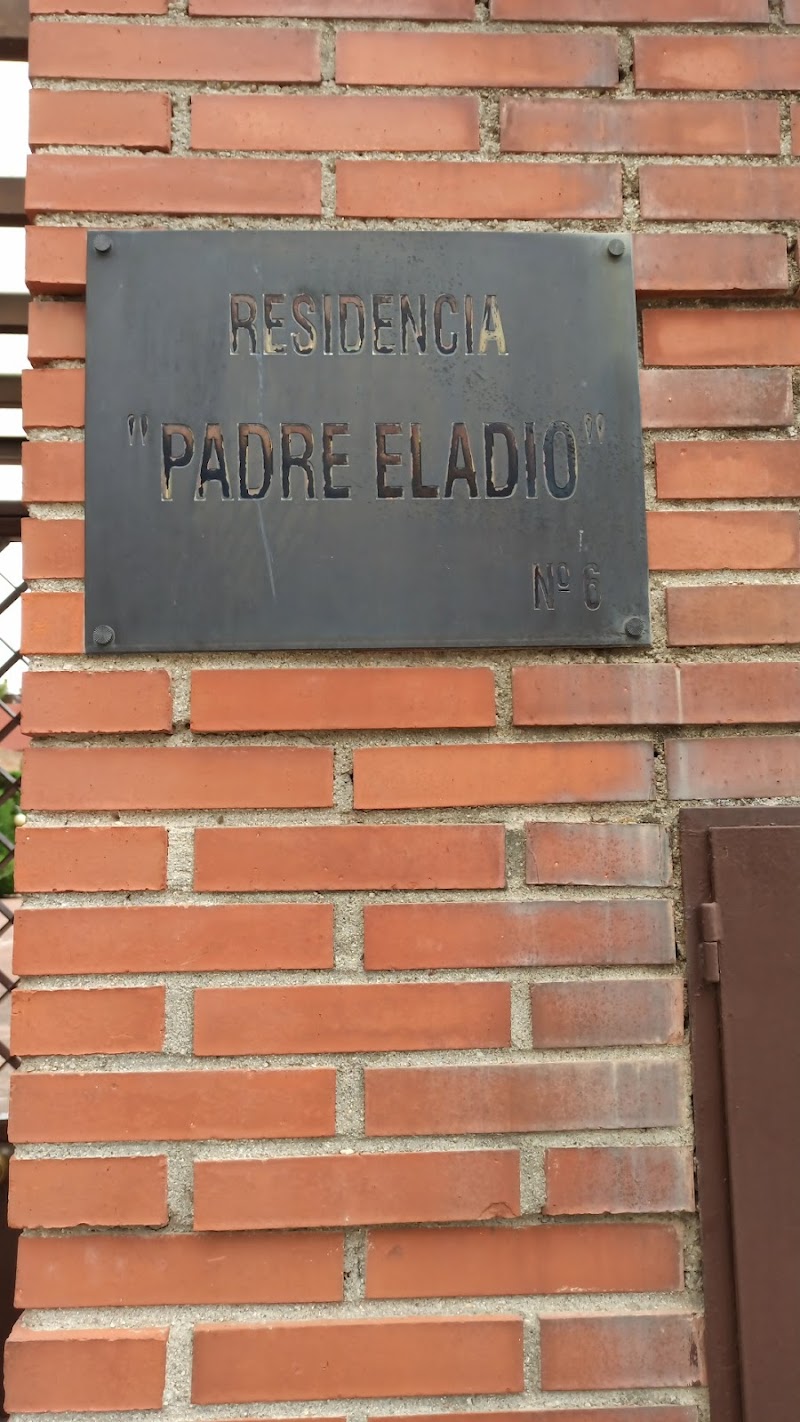 RESIDENCIA
"PADRE ELADIO"
Nº 6